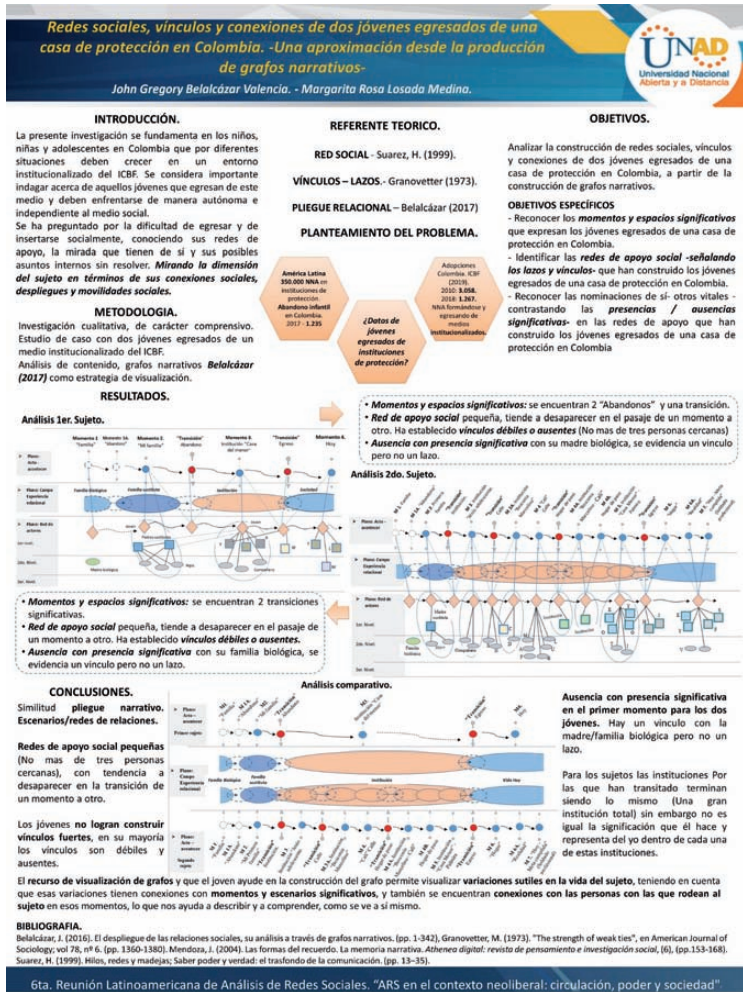 Redes sociales, vínculos y conexiones de dos jóvenes egresados de una
casa de protección en Colombia. -Una aproximación desde la producción
de grafos narrativos-
John Gregory Belalcázar Valencia. - Margarita Rosa Losada Medina.
UNAD
Universidad Nacional
Abierta y a Distancia
INTRODUCCIÓN.
La presente investigación se fundamenta en los niños,
niñas y adolescentes en Colombia que por diferentes
situaciones deben crecer en un entorno
institucionalizado del ICBF. Se considera importante
indagar acerca de aquellos jóvenes que egresan de este
medio y deben enfrentarse de manera autónoma e
independiente al medio social.
Se ha preguntado por la dificultad de egresar y de
insertarse socialmente, conociendo sus redes de
apoyo, la mirada que tienen de sí y sus posibles
asuntos internos sin resolver. Mirando la dimensión
del sujeto en términos de sus conexiones sociales,
despliegues y movilidades sociales.
METODOLOGIA.
Investigación cualitativa, de carácter comprensivo.
Estudio de caso con dos jóvenes egresados de un
medio institucionalizado del ICBF.
Análisis de contenido, grafos narrativos Belalcázar
(2017) como estrategia de visualización.
REFERENTE TEORICO.
RED SOCIAL - Suarez, H. (1999).
VÍNCULOS – LAZOS.- Granovetter (1973).
PLIEGUE RELACIONAL – Belalcázar (2017)
PLANTEAMIENTO DEL PROBLEMA.
América Latina
350.000 NNA en
instituciones de
protección.
Abandono infantil
en Colombia.
2017 - 1.235
¿Datos de
jóvenes
egresados de
instituciones
de protección?
Adopciones
Colombia. ICBF
(2019).
2010: 3.058.
2018: 1.267.
NNA formándose y
egresando de
medios
institucionalizados.
OBJETIVOS.
Analizar la construcción de redes sociales, vínculos
y conexiones de dos jóvenes egresados de una
casa de protección en Colombia, a partir de la
construcción de grafos narrativos.
OBJETIVOS ESPECÍFICOS
- Reconocer los momentos y espacios significativos
que expresan los jóvenes egresados de una casa de
protección en Colombia.
- Identificar las redes de apoyo social -señalando
los lazos y vínculos- que han construido los jóvenes
egresados de una casa de protección en Colombia.
- Reconocer las nominaciones de sí- otros vitales -
contrastando las presencias / ausencias
significativas- en las redes de apoyo que han
construido los jóvenes egresados de una casa de
protección en Colombia
RESULTADOS.
Análisis 1er. Sujeto.
• Momentos y espacios significativos: se encuentran 2 "Abandonos" y una transición.
• Red de apoyo social pequeña, tiende a desaparecer en el pasaje de un momento a
otro. Ha establecido vínculos débiles o ausentes (No mas de tres personas cercanas)
• Ausencia con presencia significativa con su madre biológica, se evidencia un vinculo
pero no un lazo.
Análisis 2do. Sujeto.
• Momentos y espacios significativos: se encuentran 2 transiciones
significativas.
• Red de apoyo social pequeña, tiende a desaparecer en el pasaje de
un momento a otro. Ha establecido vínculos débiles o ausentes.
• Ausencia con presencia significativa con su familia biológica, se
evidencia un vínculo pero no un lazo.
CONCLUSIONES.
Similitud pliegue narrativo.
Escenarios/redes de relaciones.
Redes de apoyo social pequeñas
(No mas de tres personas
cercanas), con tendencia a
desaparecer en la transición de
un momento a otro.
Los jóvenes no logran construir
vínculos fuertes, en su mayoría
los vínculos son débiles y
ausentes.
Análisis comparativo.
Primer sujeto
Familia Biológica
Institución
Vida Hoy
Segundo
sujeto
Ausencia con presencia significativa
en el primer momento para los dos
jóvenes. Hay un vinculo con la
madre/familia biológica pero no un
lazo.
Para los sujetos las instituciones Por
las que han transitado terminan
siendo lo mismo (Una gran
institución total) sin embargo no es
igual la significación que él hace y
representa del yo dentro de cada una
de estas instituciones.
El recurso de visualización de grafos y que el joven ayude en la construcción del grafo permite visualizar variaciones sutiles en la vida del sujeto, teniendo en cuenta
que esas variaciones tienen conexiones con momentos y escenarios significativos, y también se encuentran conexiones con las personas con las que rodean al
sujeto en esos momentos, lo que nos ayuda a describir y a comprender, como se ve a sí mismo.
BIBLIOGRAFIA.
Belalcázar, J. (2016). El despliegue de las relaciones sociales, su análisis a través de grafos narrativos. (pp. 1-342), Granovetter, M. (1973). "The strength of weak ties", en American Journal of
Sociology; vol 78, nº 6. (pp. 1360-1380). Mendoza, J. (2004). Las formas del recuerdo. La memoria narrativa. Athenea digital: revista de pensamiento e investigación social, (6), (pp.153-168).
Suarez, H. (1999). Hilos, redes y madejas; Saber poder y verdad: el trasfondo de la comunicación. (pp. 13–35).
6ta. Reunión Latinoamericana de Análisis de Redes Sociales. "ARS en el contexto neoliberal: circulación, poder y sociedad".